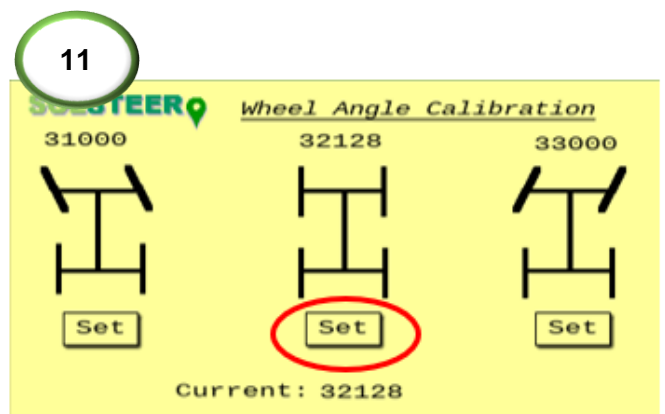 11
Wheel Angle Calibration
31000 32128 33000
Set Set Set
Current: 32128